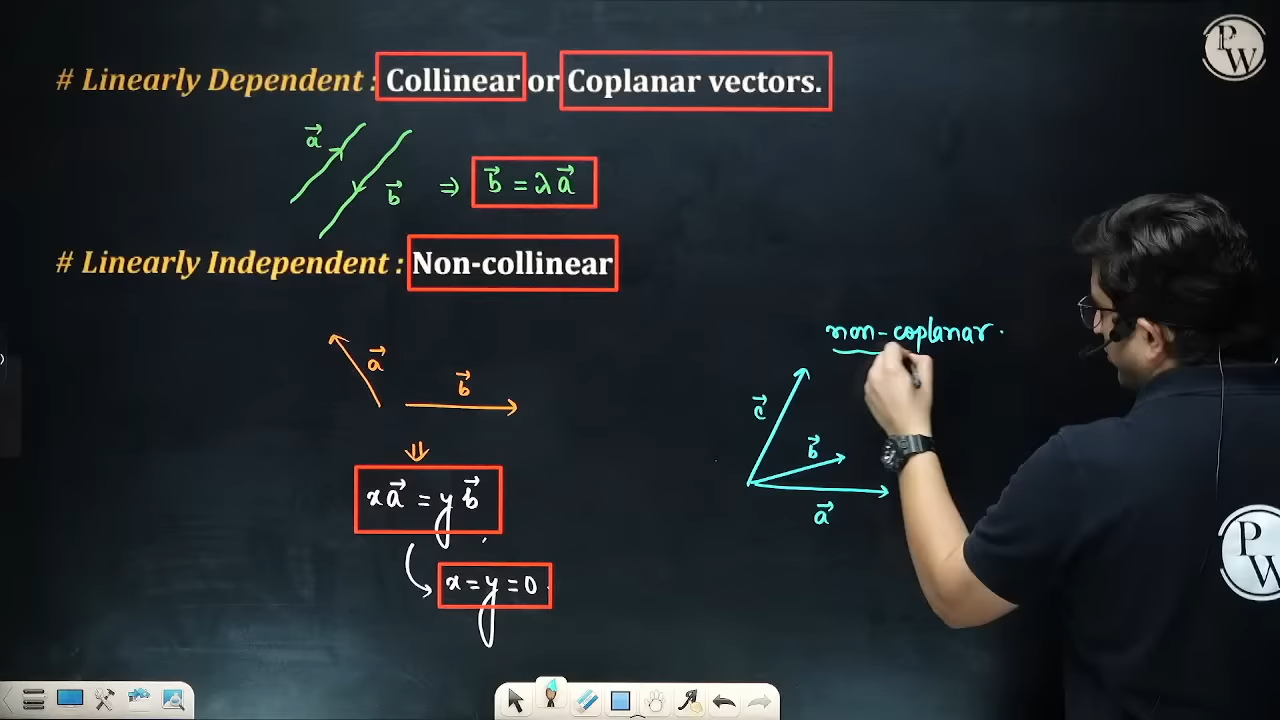 # Linearly Dependent : Collinear or Coplanar vectors.
a⃗
b⃗ ⇒ b⃗ = λa⃗
# Linearly Independent : Non-collinear
a⃗
b⃗
⇓
xa⃗ = yb⃗
x = y = 0.
non-coplanar.
c⃗
b⃗
a⃗
PW
PW